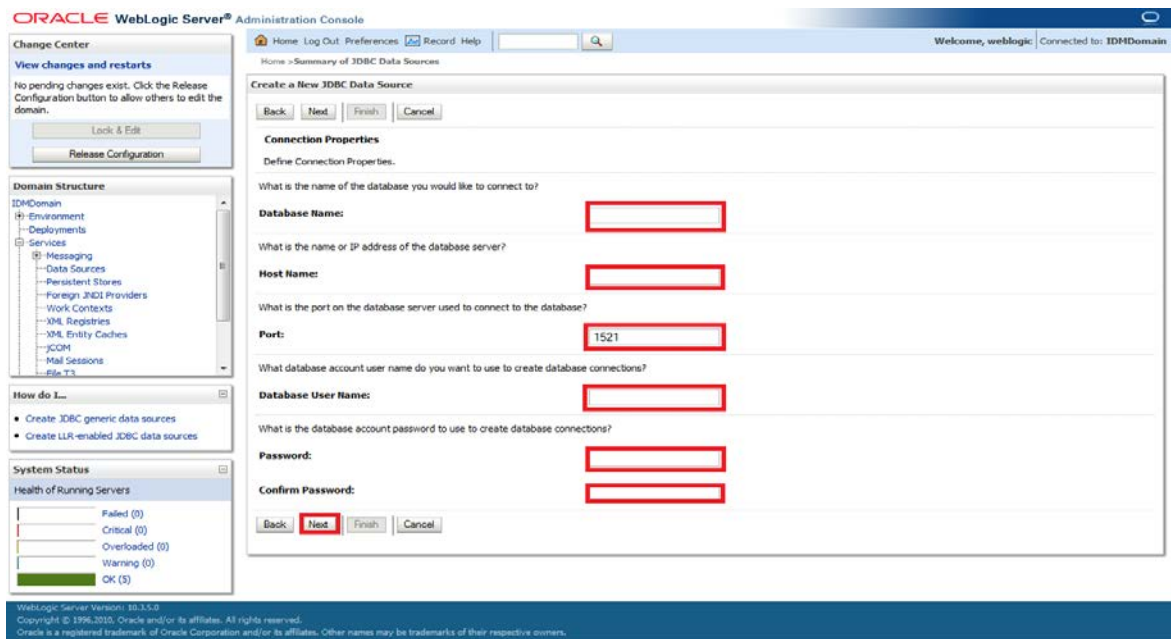 ORACLE WebLogic Server® Administration Console
Change Center
View changes and restarts
No pending changes exist. Click the Release
Configuration button to allow others to edit the
domain.
Lock & Edit
Release Configuration
Domain Structure
IDMDomain
Environment
Deployments
Services
Messaging
Data Sources
Persistent Stores
Foreign JNDI Providers
Work Contexts
XML Registries
XML Entity Caches
jCOM
Mail Sessions
File T3
How do I...
Create JDBC generic data sources
Create LLR-enabled JDBC data sources
System Status
Health of Running Servers
Failed (0)
Critical (0)
Overloaded (0)
Warning (0)
OK (5)
Home Log Out Preferences Record Help
Welcome, weblogic Connected to: IDMDomain
Home >Summary of JDBC Data Sources
Create a New JDBC Data Source
Back Next Finish Cancel
Connection Properties
Define Connection Properties.
What is the name of the database you would like to connect to?
Database Name:
What is the name or IP address of the database server?
Host Name:
What is the port on the database server used to connect to the database?
Port: 1521
What database account user name do you want to use to create database connections?
Database User Name:
What is the database account password to use to create database connections?
Password:
Confirm Password:
Back Next Finish Cancel
WebLogic Server Version: 10.3.5.0
Copyright © 1996,2010, Oracle and/or its affiliates. All rights reserved.
Oracle is a registered trademark of Oracle Corporation and/or its affiliates. Other names may be trademarks of their respective owners.